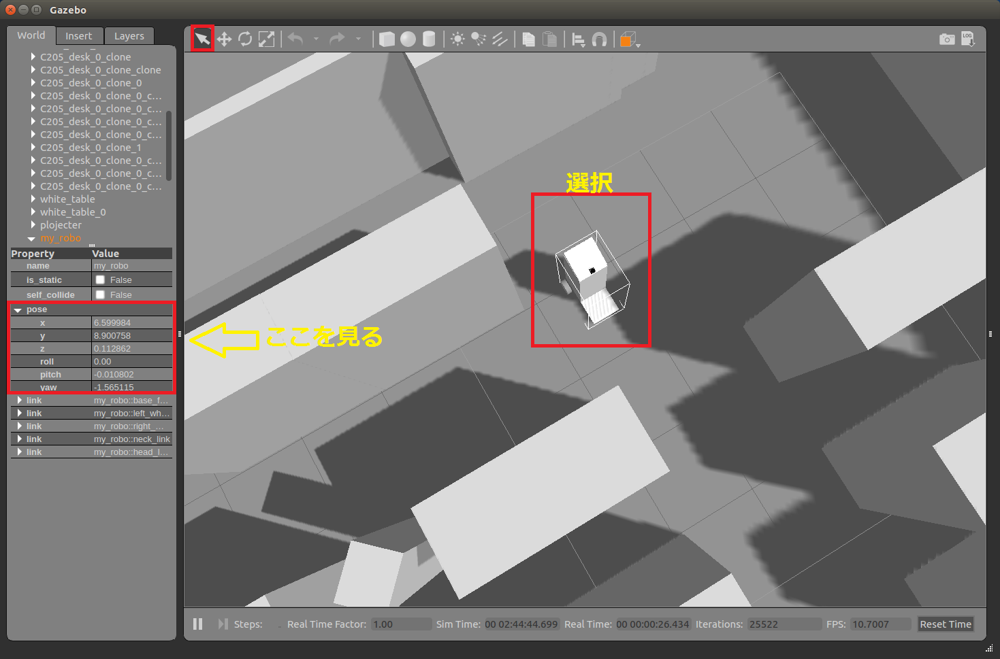 Gazebo
World Insert Layers
C205_desk_0_clone
C205_desk_0_clone_clone
C205_desk_0_clone_0
C205_desk_0_clone_0_c...
C205_desk_0_clone_0_c...
C205_desk_0_clone_0_c...
C205_desk_0_clone_0_c...
C205_desk_0_clone_1
C205_desk_0_clone_0_c...
C205_desk_0_clone_0_c...
C205_desk_0_clone_0_c...
white_table
white_table_0
plojecter
my_robo
Property Value
name my_robo
is_static False
self_collide False
pose
x 6.599984
y 8.900758
z 0.112862
roll 0.00
pitch -0.010802
yaw -1.565115
link my_robo::base_f...
link my_robo::left_wh...
link my_robo::right_...
link my_robo::neck_link
link my_robo::head_l...
LOG
選択
ここを見る
Steps: Real Time Factor: 1.00 Sim Time: 00 02:44:44.699 Real Time: 00 00:00:26.434 Iterations: 25522 FPS: 10.7007 Reset Time